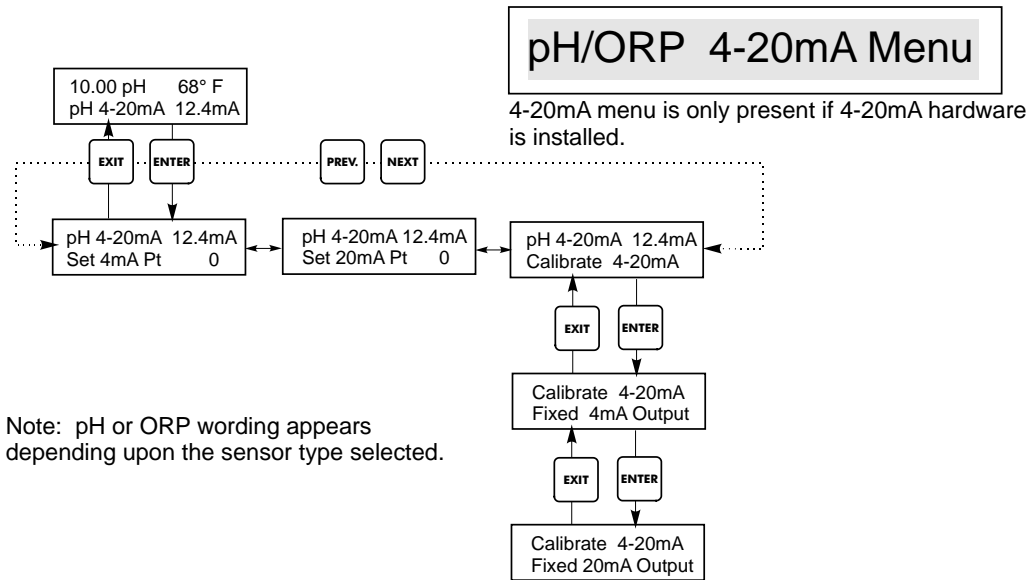 pH/ORP 4-20mA Menu
4-20mA menu is only present if 4-20mA hardware
is installed.
10.00 pH 68° F
pH 4-20mA 12.4mA
EXIT
ENTER
PREV.
NEXT
pH 4-20mA 12.4mA
Set 4mA Pt 0
pH 4-20mA 12.4mA
Set 20mA Pt 0
pH 4-20mA 12.4mA
Calibrate 4-20mA
EXIT
ENTER
Calibrate 4-20mA
Fixed 4mA Output
Note: pH or ORP wording appears
depending upon the sensor type selected.
EXIT
ENTER
Calibrate 4-20mA
Fixed 20mA Output